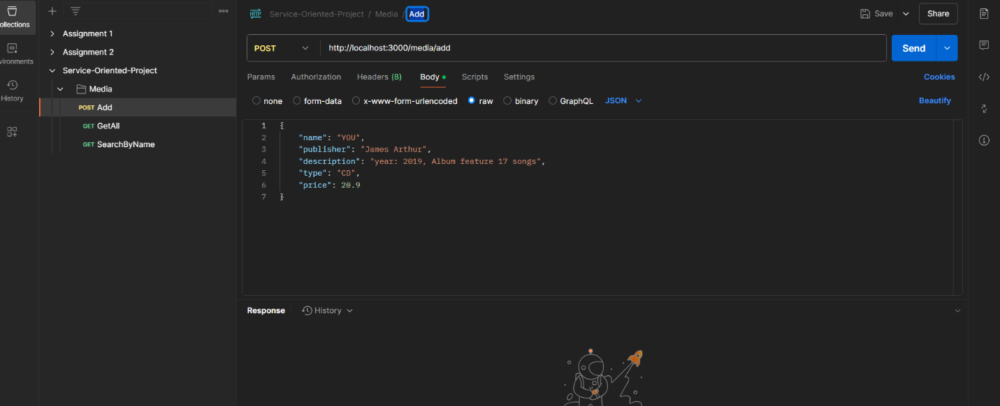 HTTP Service-Oriented-Project / Media / Add Save Share
ollections
Assignment 1
vironments
Assignment 2
Service-Oriented-Project
History
Media
POST Add
GET GetAll
GET SearchByName
POST http://localhost:3000/media/add Send
Params Authorization Headers (8) Body Scripts Settings Cookies
none form-data x-www-form-urlencoded raw binary GraphQL JSON Beautify
1 {
2 "name": "YOU",
3 "publisher": "James Arthur",
4 "description": "year: 2019, Album feature 17 songs",
5 "type": "CD",
6 "price": 20.9
7 }
Response History